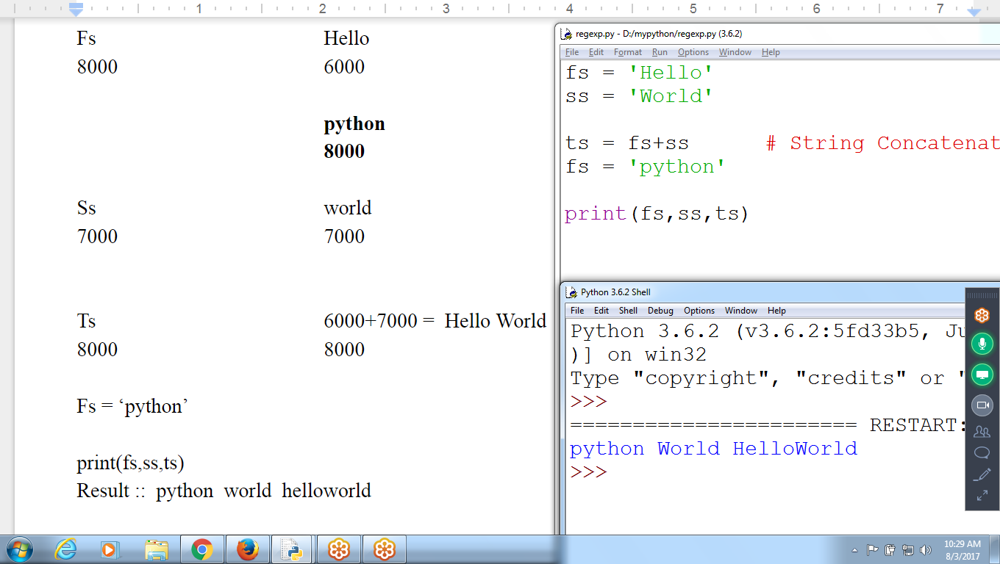 1 2 3 4 5 6 7
Fs Hello
8000 6000
python
8000
Ss world
7000 7000
Ts 6000+7000 = Hello World
8000 8000
Fs = ‘python’
print(fs,ss,ts)
Result :: python world helloworld
regexp.py - D:/mypython/regexp.py (3.6.2)
File Edit Format Run Options Window Help
fs = 'Hello'
ss = 'World'
ts = fs+ss # String Concatenat
fs = 'python'
print(fs,ss,ts)
Python 3.6.2 Shell
File Edit Shell Debug Options Window Help
Python 3.6.2 (v3.6.2:5fd33b5, Ju
)] on win32
Type "copyright", "credits" or "
>>>
======================= RESTART:
python World HelloWorld
>>>
10:29 AM
8/3/2017